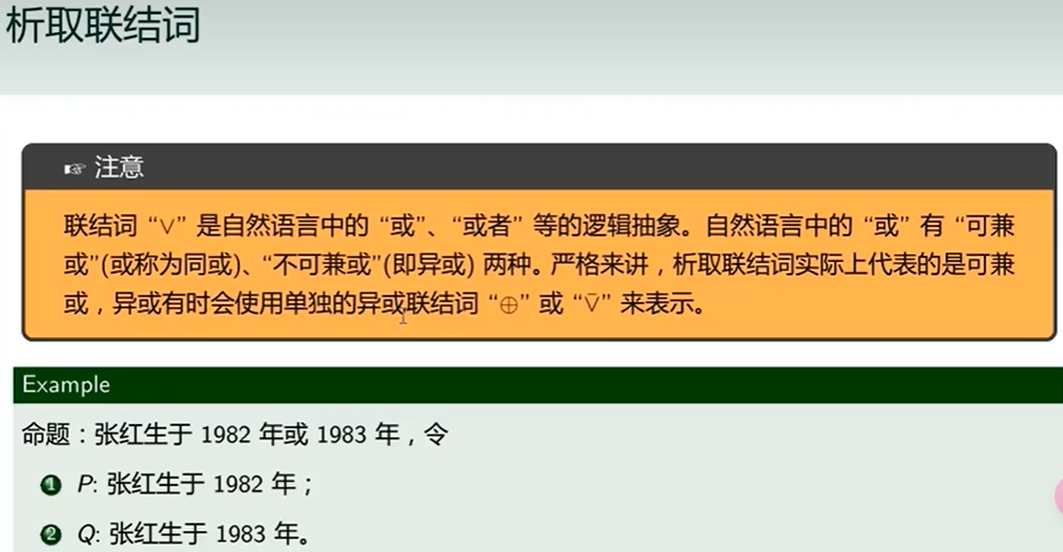 析取联结词
☞ 注意
联结词 “∨” 是自然语言中的 “或”、“或者” 等的逻辑抽象。自然语言中的 “或” 有 “可兼
或”(或称为同或)、“不可兼或”(即异或) 两种。严格来讲，析取联结词实际上代表的是可兼
或，异或有时会使用单独的异或联结词 “⊕” 或 “∨̄” 来表示。
Example
命题：张红生于 1982 年或 1983 年，令
1 P: 张红生于 1982 年；
2 Q: 张红生于 1983 年。